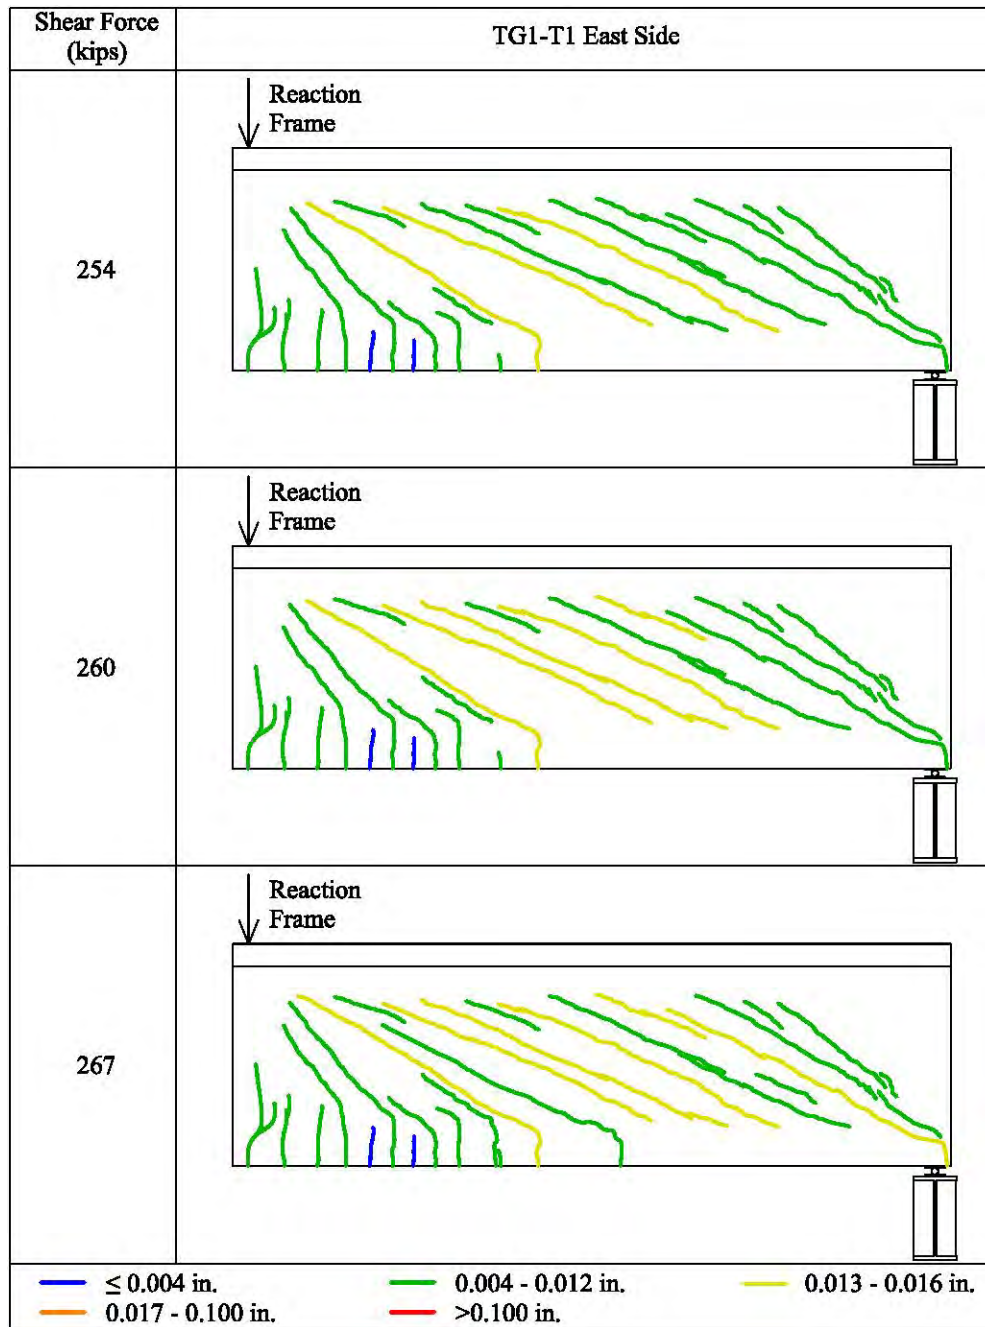 Shear Force
(kips)
TG1-T1 East Side
254
Reaction
Frame
260
Reaction
Frame
267
Reaction
Frame
≤ 0.004 in.
0.004 - 0.012 in.
0.013 - 0.016 in.
0.017 - 0.100 in.
>0.100 in.